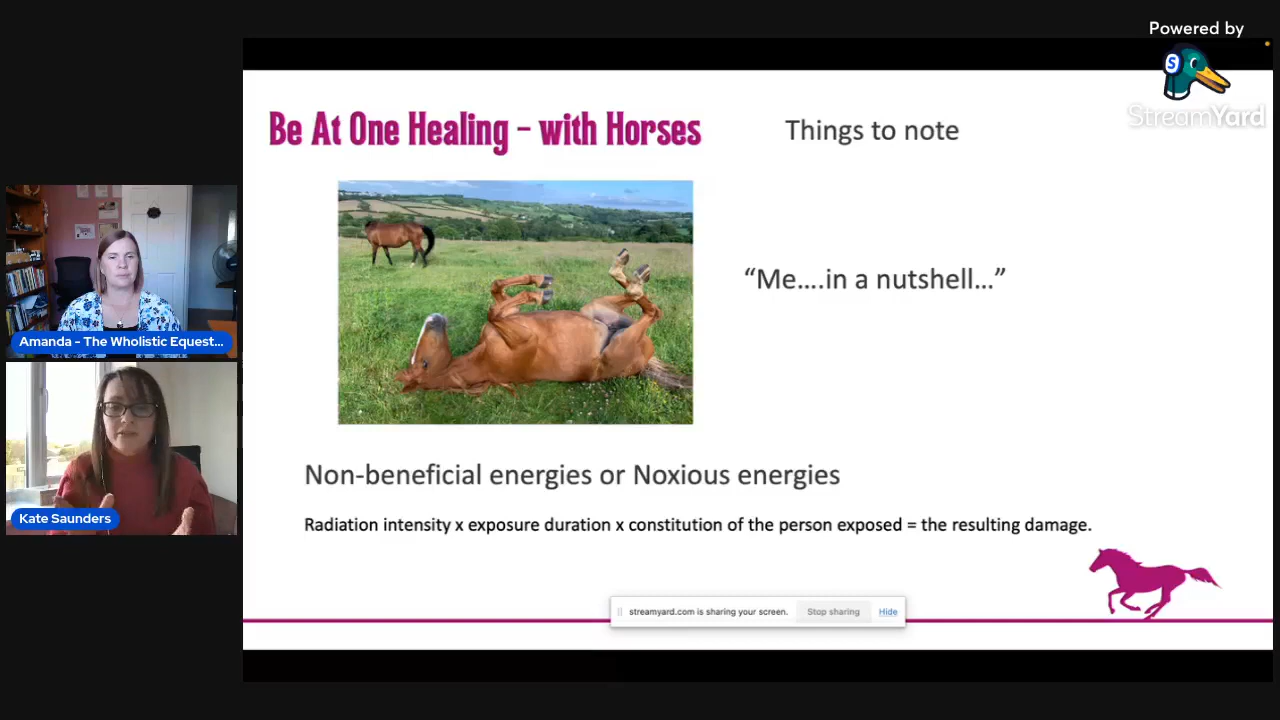 Powered by
S
StreamYard
Be At One Healing - with Horses
Things to note
“Me....in a nutshell...”
Amanda - The Wholistic Equest...
Kate Saunders
Non-beneficial energies or Noxious energies
Radiation intensity x exposure duration x constitution of the person exposed = the resulting damage.
streamyard.com is sharing your screen.
Stop sharing
Hide